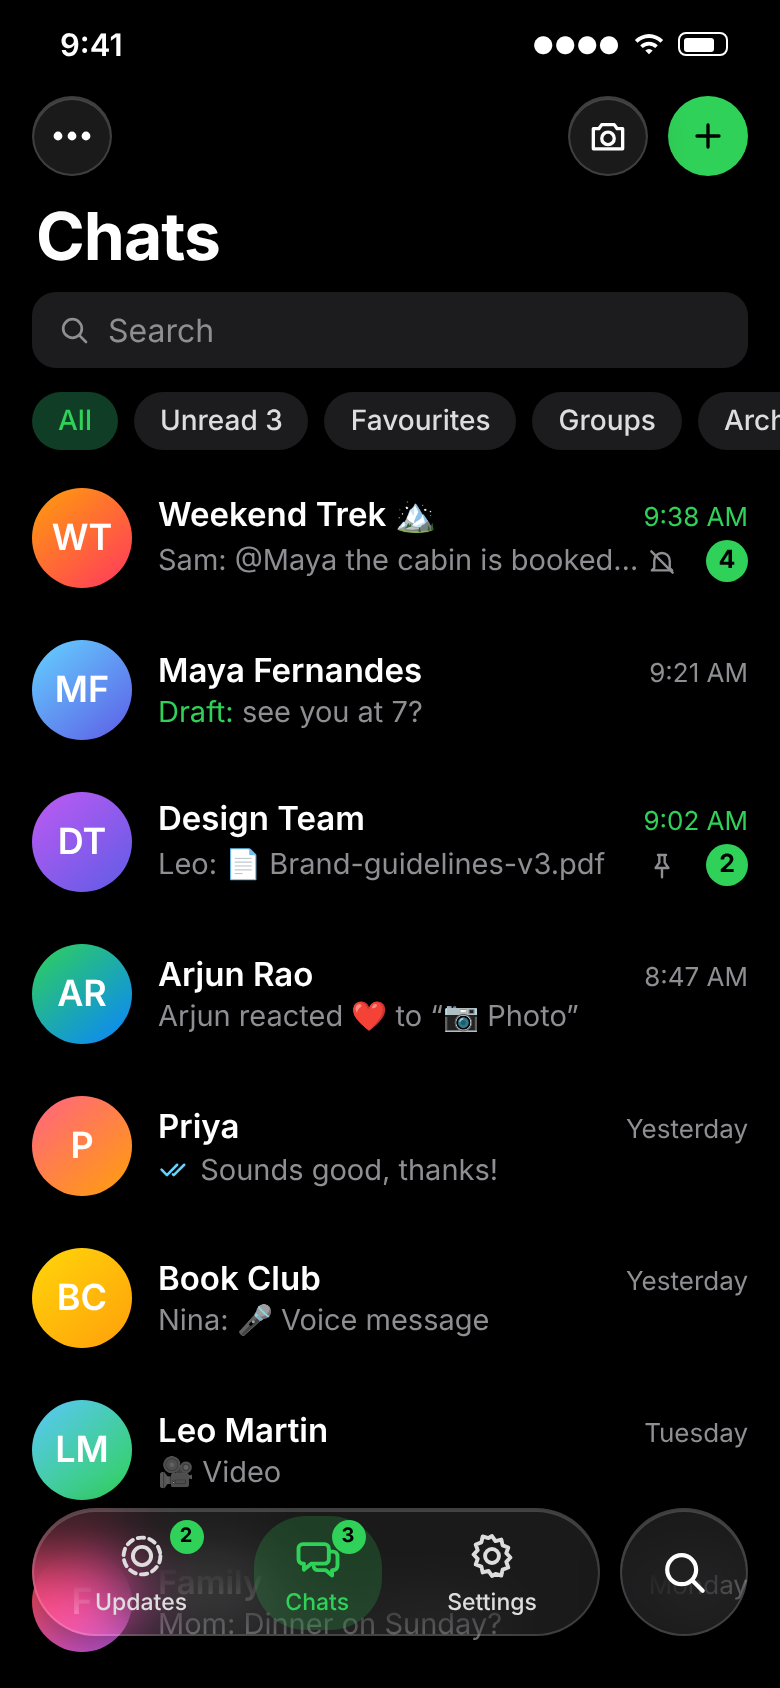 9:41
Chats
Search
All Unread 3 Favourites Groups Arch
WT Weekend Trek 🏔️ 9:38 AM
Sam: @Maya the cabin is booked... 4
MF Maya Fernandes 9:21 AM
Draft: see you at 7?
DT Design Team 9:02 AM
Leo: 📄 Brand-guidelines-v3.pdf 2
AR Arjun Rao 8:47 AM
Arjun reacted ❤️ to “📷 Photo”
P Priya Yesterday
Sounds good, thanks!
BC Book Club Yesterday
Nina: 🎤 Voice message
LM Leo Martin Tuesday
🎥 Video
2 3
F Family Monday
Updates Chats Settings
Mom: Dinner on Sunday?